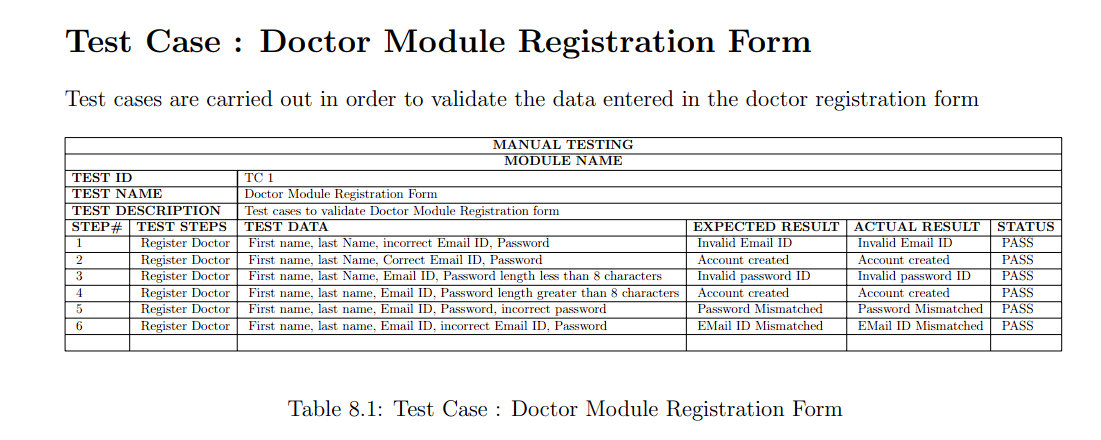 Test Case : Doctor Module Registration Form
Test cases are carried out in order to validate the data entered in the doctor registration form
MANUAL TESTING
MODULE NAME
TEST ID TC 1
TEST NAME Doctor Module Registration Form
TEST DESCRIPTION Test cases to validate Doctor Module Registration form
STEP# TEST STEPS TEST DATA EXPECTED RESULT ACTUAL RESULT STATUS
1 Register Doctor First name, last Name, incorrect Email ID, Password Invalid Email ID Invalid Email ID PASS
2 Register Doctor First name, last Name, Correct Email ID, Password Account created Account created PASS
3 Register Doctor First name, last Name, Email ID, Password length less than 8 characters Invalid password ID Invalid password ID PASS
4 Register Doctor First name, last name, Email ID, Password length greater than 8 characters Account created Account created PASS
5 Register Doctor First name, last name, Email ID, Password, incorrect password Password Mismatched Password Mismatched PASS
6 Register Doctor First name, last name, Email ID, incorrect Email ID, Password EMail ID Mismatched EMail ID Mismatched PASS
Table 8.1: Test Case : Doctor Module Registration Form